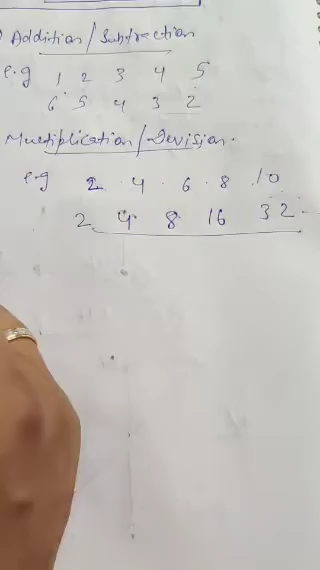 Addition/Subtraction
e.g 1 2 3 4 5
6 5 4 3 2
Multiplication/Devision.
e.g 2 4 6 8 10
2 4 8 16 32